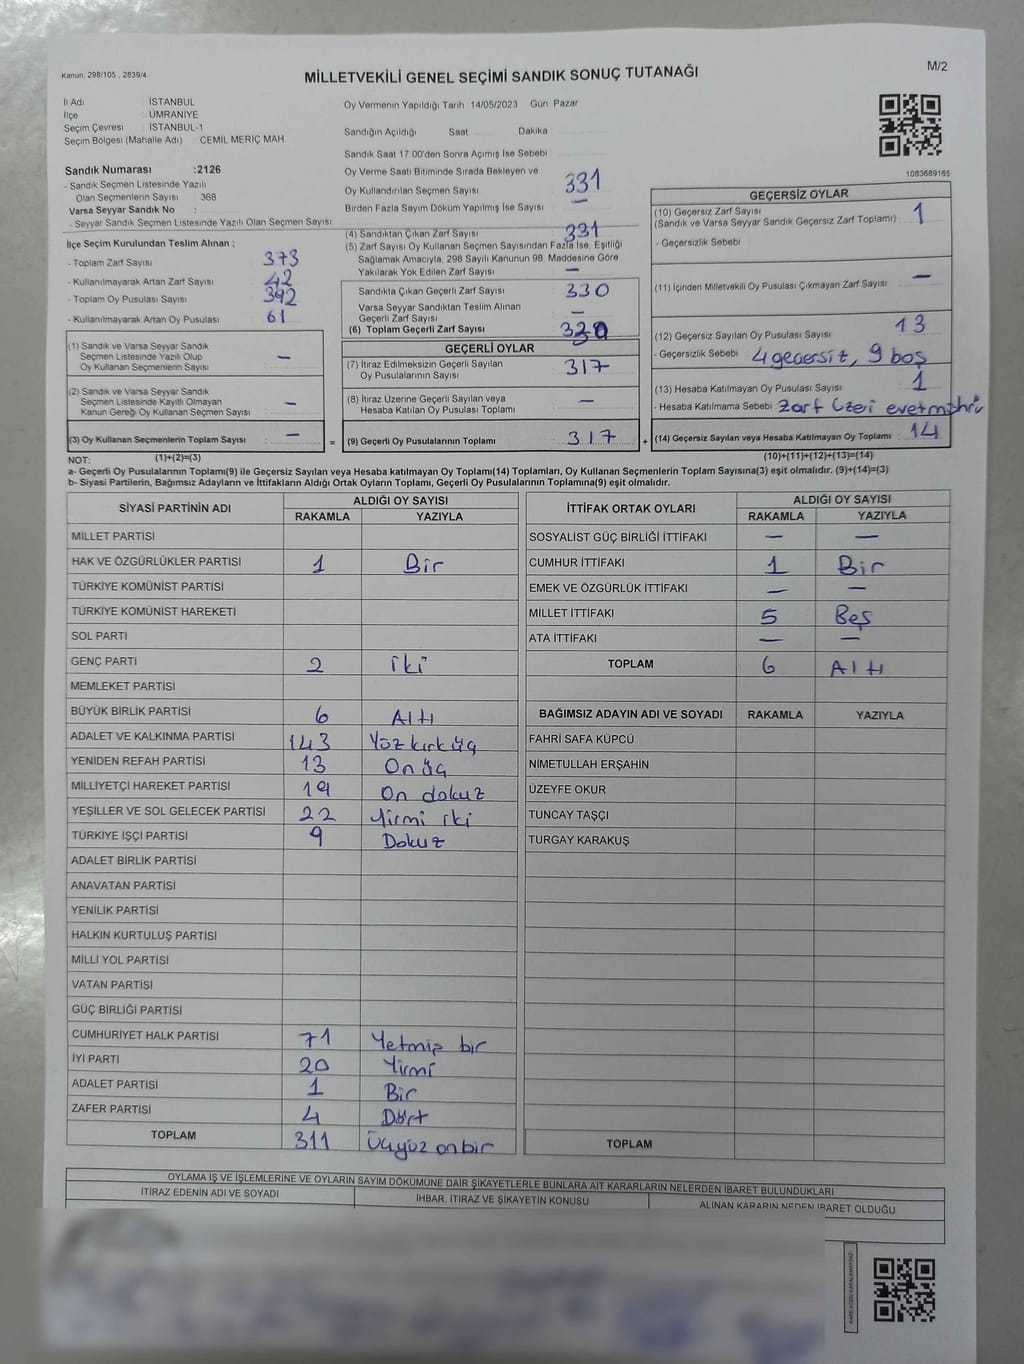 Kanun: 298/105 , 2839/4
MİLLETVEKİLİ GENEL SEÇİMİ SANDIK SONUÇ TUTANAĞI
M/2
İl Adı İSTANBUL
İlçe ÜMRANİYE
Seçim Çevresi İSTANBUL-1
Seçim Bölgesi (Mahalle Adı) CEMİL MERİÇ MAH
Sandık Numarası :2126
- Sandık Seçmen Listesinde Yazılı
Olan Seçmenlerin Sayısı : 368
Varsa Seyyar Sandık No :
- Seyyar Sandık Seçmen Listesinde Yazılı Olan Seçmen Sayısı
İlçe Seçim Kurulundan Teslim Alınan ;
- Toplam Zarf Sayısı 373
- Kullanılmayarak Artan Zarf Sayısı 42
- Toplam Oy Pusulası Sayısı 392
- Kullanılmayarak Artan Oy Pusulası 61
(1) Sandık ve Varsa Seyyar Sandık
Seçmen Listesinde Yazılı Olup
Oy Kullanan Seçmenlerin Sayısı —
(2) Sandık ve Varsa Seyyar Sandık
Seçmen Listesinde Kayıtlı Olmayan
Kanun Gereği Oy Kullanan Seçmen Sayısı —
(3) Oy Kullanan Seçmenlerin Toplam Sayısı — =
(1)+(2)=(3)
Oy Vermenin Yapıldığı Tarih 14/05/2023 Gün Pazar
Sandığın Açıldığı Saat Dakika
Sandık Saat 17:00'den Sonra Açımış İse Sebebi
Oy Verme Saati Bitiminde Sırada Bekleyen ve
Oy Kullandırılan Seçmen Sayısı 331
Birden Fazla Sayım Döküm Yapılmış İse Sayısı —
(4) Sandıktan Çıkan Zarf Sayısı 331
(5) Zarf Sayısı Oy Kullanan Seçmen Sayısından Fazla İse, Eşitliği
Sağlamak Amacıyla, 298 Sayılı Kanunun 98. Maddesine Göre
Yakılarak Yok Edilen Zarf Sayısı —
Sandıkta Çıkan Geçerli Zarf Sayısı 330
Varsa Seyyar Sandıktan Teslim Alınan
Geçerli Zarf Sayısı —
(6) Toplam Geçerli Zarf Sayısı 330
GEÇERLİ OYLAR
(7) İtiraz Edilmeksizin Geçerli Sayılan
Oy Pusulalarının Sayısı 317
(8) İtiraz Üzerine Geçerli Sayılan veya
Hesaba Katılan Oy Pusulaları Toplamı —
(9) Geçerli Oy Pusulalarının Toplamı 317 +
1083689165
GEÇERSİZ OYLAR
(10) Geçersiz Zarf Sayısı
(Sandık ve Varsa Seyyar Sandık Geçersiz Zarf Toplamı) : 1
- Geçersizlik Sebebi
(11) İçinden Milletvekili Oy Pusulası Çıkmayan Zarf Sayısı —
(12) Geçersiz Sayılan Oy Pusulası Sayısı 13
- Geçersizlik Sebebi 4 geçersiz, 9 boş
(13) Hesaba Katılmayan Oy Pusulası Sayısı 1
- Hesaba Katılmama Sebebi Zarf Üzeri evet mührü
(14) Geçersiz Sayılan veya Hesaba Katılmayan Oy Toplamı 14
(10)+(11)+(12)+(13)=(14)
NOT:
a- Geçerli Oy Pusulalarının Toplamı(9) ile Geçersiz Sayılan veya Hesaba katılmayan Oy Toplamı(14) Toplamları, Oy Kullanan Seçmenlerin Toplam Sayısına(3) eşit olmalıdır. (9)+(14)=(3)
b- Siyasi Partilerin, Bağımsız Adayların ve İttifakların Aldığı Ortak Oyların Toplamı, Geçerli Oy Pusulalarının Toplamına(9) eşit olmalıdır.
SİYASİ PARTİNİN ADI ALDIĞI OY SAYISI
RAKAMLA YAZIYLA
MİLLET PARTİSİ
HAK VE ÖZGÜRLÜKLER PARTİSİ 1 Bir
TÜRKİYE KOMÜNİST PARTİSİ
TÜRKİYE KOMÜNİST HAREKETİ
SOL PARTİ
GENÇ PARTİ 2 iki
MEMLEKET PARTİSİ
BÜYÜK BİRLİK PARTİSİ 6 Altı
ADALET VE KALKINMA PARTİSİ 143 Yüz kırk üç
YENİDEN REFAH PARTİSİ 13 On üç
MİLLİYETÇİ HAREKET PARTİSİ 19 On dokuz
YEŞİLLER VE SOL GELECEK PARTİSİ 22 Yirmi iki
TÜRKİYE İŞÇİ PARTİSİ 9 Dokuz
ADALET BİRLİK PARTİSİ
ANAVATAN PARTİSİ
YENİLİK PARTİSİ
HALKIN KURTULUŞ PARTİSİ
MİLLİ YOL PARTİSİ
VATAN PARTİSİ
GÜÇ BİRLİĞİ PARTİSİ
CUMHURİYET HALK PARTİSİ 71 Yetmiş bir
İYİ PARTİ 20 Yirmi
ADALET PARTİSİ 1 Bir
ZAFER PARTİSİ 4 Dört
TOPLAM 311 Üçyüz onbir
İTTİFAK ORTAK OYLARI ALDIĞI OY SAYISI
RAKAMLA YAZIYLA
SOSYALİST GÜÇ BİRLİĞİ İTTİFAKI — —
CUMHUR İTTİFAKI 1 Bir
EMEK VE ÖZGÜRLÜK İTTİFAKI — —
MİLLET İTTİFAKI 5 Beş
ATA İTTİFAKI — —
TOPLAM 6 Altı
BAĞIMSIZ ADAYIN ADI VE SOYADI RAKAMLA YAZIYLA
FAHRİ SAFA KÜPCÜ
NİMETULLAH ERŞAHİN
ÜZEYFE OKUR
TUNCAY TAŞÇI
TURGAY KARAKUŞ
TOPLAM
OYLAMA İŞ VE İŞLEMLERİNE VE OYLARIN SAYIM DÖKÜMÜNE DAİR ŞİKAYETLERLE BUNLARA AİT KARARLARIN NELERDEN İBARET BULUNDUKLARI
İTİRAZ EDENİN ADI VE SOYADI İHBAR, İTİRAZ VE ŞİKAYETİN KONUSU ALINAN KARARIN NEDEN İBARET OLDUĞU
KARE KODU KARALAMAYINIZ!